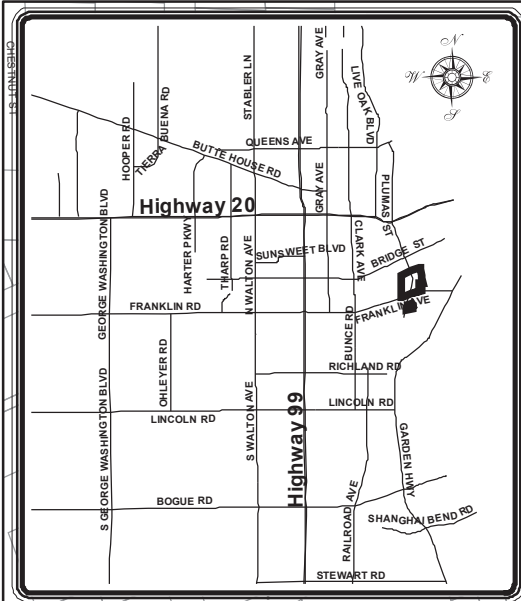 CHESTNUT ST
N
W
E
S
HOOPER RD
TIERRA BUENA RD
STABLER LN
GRAY AVE
LIVE OAK BLVD
QUEENS AVE
BUTTE HOUSE RD
Highway 20
GEORGE WASHINGTON BLVD
HARTER PKWY
THARP RD
N WALTON AVE
SUNSWEET BLVD
GRAY AVE
CLARK AVE
PLUMAS ST
BRIDGE ST
FRANKLIN RD
FRANKLIN AVE
BUNCE RD
OHLEYER RD
RICHLAND RD
LINCOLN RD
LINCOLN RD
S GEORGE WASHINGTON BLVD
S WALTON AVE
Highway 99
GARDEN HWY
BOGUE RD
RAILROAD AVE
SHANGHAI BEND RD
STEWART RD